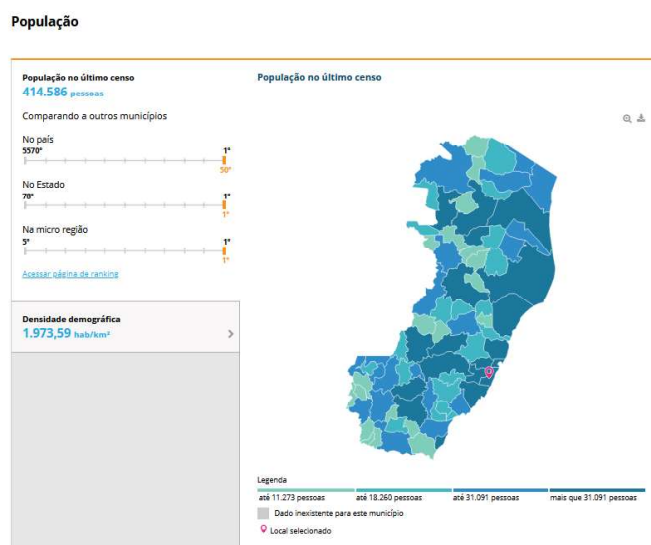 População
População no último censo
414.586 pessoas
Comparando a outros municípios
No país
5570º 1º
50º
No Estado
78º 1º
1º
Na micro região
5º 1º
1º
Acessar página de ranking
Densidade demográfica
1.973,59 hab/km²
População no último censo
Legenda
até 11.273 pessoas até 18.260 pessoas até 31.091 pessoas mais que 31.091 pessoas
Dado inexistente para este município
Local selecionado